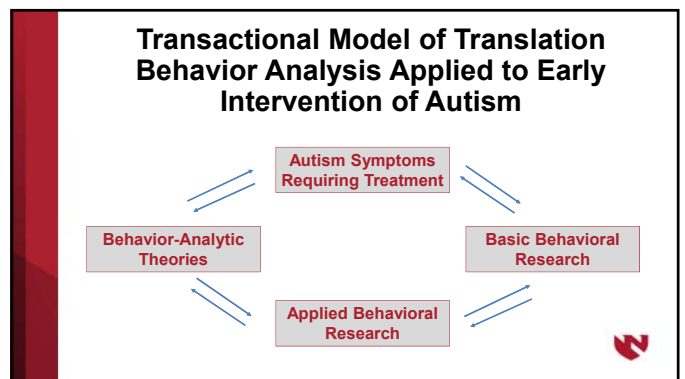 Transactional Model of Translation
Behavior Analysis Applied to Early
Intervention of Autism
Autism Symptoms
Requiring Treatment
Behavior-Analytic
Theories
Basic Behavioral
Research
Applied Behavioral
Research